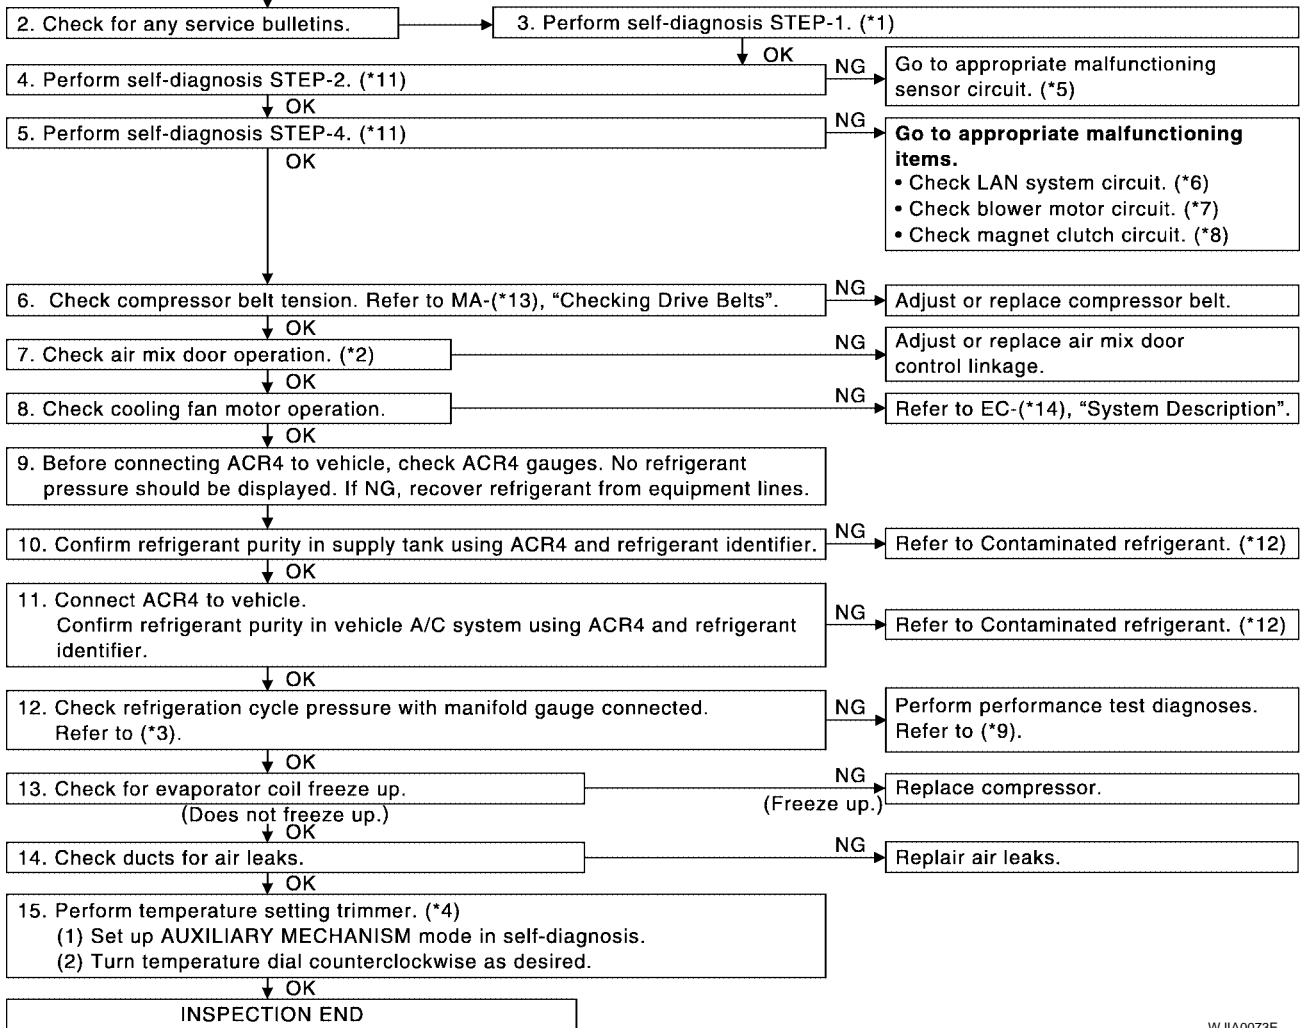 2. Check for any service bulletins.
3. Perform self-diagnosis STEP-1. (*1)
OK
4. Perform self-diagnosis STEP-2. (*11)
NG
Go to appropriate malfunctioning
sensor circuit. (*5)
OK
5. Perform self-diagnosis STEP-4. (*11)
NG
Go to appropriate malfunctioning
items.
• Check LAN system circuit. (*6)
• Check blower motor circuit. (*7)
• Check magnet clutch circuit. (*8)
OK
6. Check compressor belt tension. Refer to MA-(*13), “Checking Drive Belts”.
NG
Adjust or replace compressor belt.
OK
7. Check air mix door operation. (*2)
NG
Adjust or replace air mix door
control linkage.
OK
8. Check cooling fan motor operation.
NG
Refer to EC-(*14), “System Description”.
OK
9. Before connecting ACR4 to vehicle, check ACR4 gauges. No refrigerant
pressure should be displayed. If NG, recover refrigerant from equipment lines.
10. Confirm refrigerant purity in supply tank using ACR4 and refrigerant identifier.
NG
Refer to Contaminated refrigerant. (*12)
OK
11. Connect ACR4 to vehicle.
Confirm refrigerant purity in vehicle A/C system using ACR4 and refrigerant
identifier.
NG
Refer to Contaminated refrigerant. (*12)
OK
12. Check refrigeration cycle pressure with manifold gauge connected.
Refer to (*3).
NG
Perform performance test diagnoses.
Refer to (*9).
OK
13. Check for evaporator coil freeze up.
NG
(Freeze up.)
Replace compressor.
(Does not freeze up.)
OK
14. Check ducts for air leaks.
NG
Replair air leaks.
OK
15. Perform temperature setting trimmer. (*4)
(1) Set up AUXILIARY MECHANISM mode in self-diagnosis.
(2) Turn temperature dial counterclockwise as desired.
OK
INSPECTION END